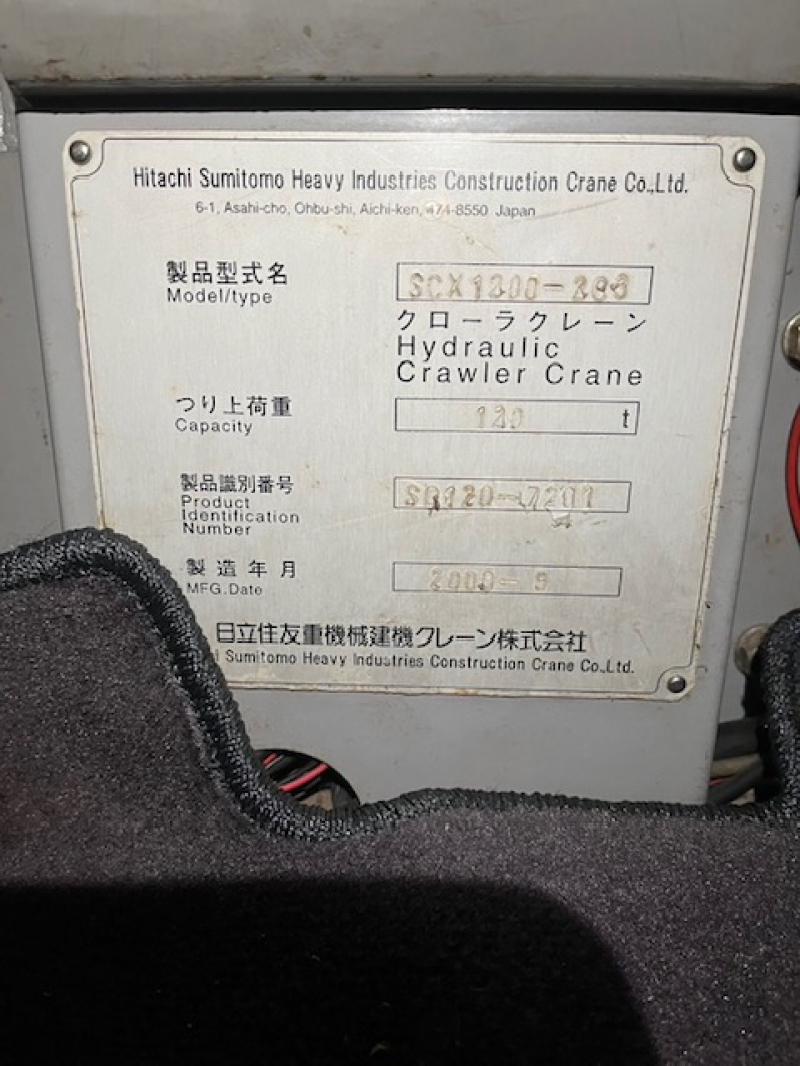 Hitachi Sumitomo Heavy Industries Construction Crane Co.,Ltd.
6-1, Asahi-cho, Ohbu-shi, Aichi-ken, 474-8550 Japan
製品型式名
Model/type
クローラクレーン
Hydraulic
Crawler Crane
つり上荷重
Capacity
120 t
製品識別番号
Product
Identification
Number
製造年月
MFG.Date
日立住友重機械建機クレーン株式会社
Sumitomo Heavy Industries Construction Crane Co.,Ltd.